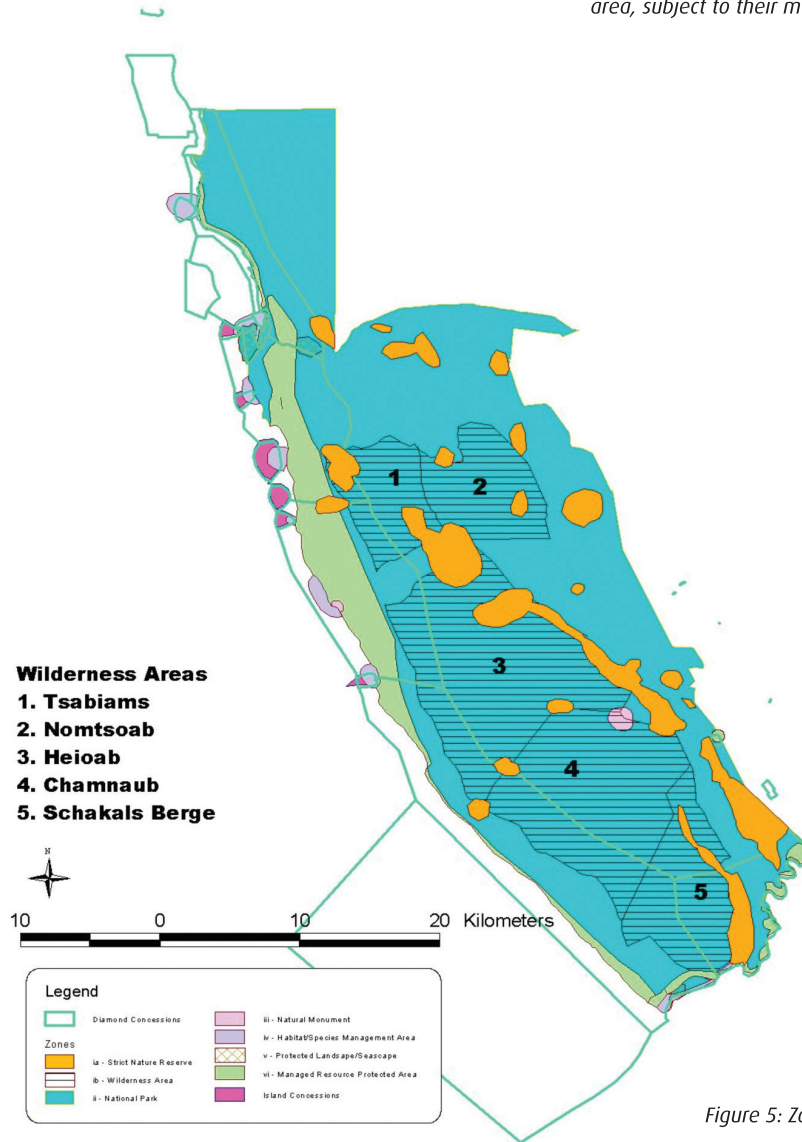 area, subject to their m
1
2
3
4
5
Wilderness Areas
1. Tsabiams
2. Nomtsoab
3. Heioab
4. Chamnaub
5. Schakals Berge
N
10 0 10 20 Kilometers
Legend
Diamond Concessions
Zones
ia - Strict Nature Reserve
ib - Wilderness Area
ii - National Park
iii - Natural Monument
iv - Habitat/Species Management Area
v - Protected Landsape/Seascape
vi - Managed Resource Protected Area
Island Concessions
Figure 5: Zo